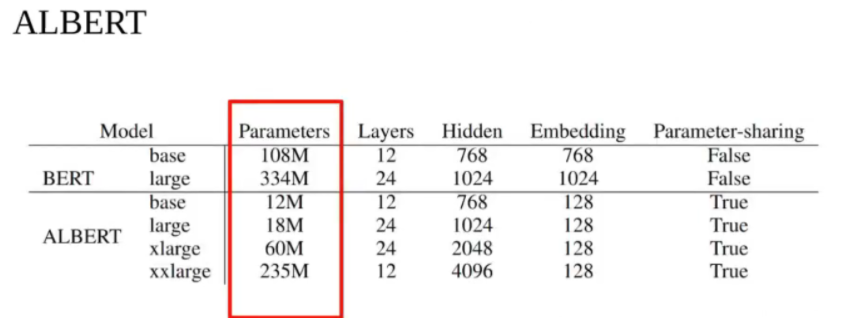 ALBERT
Model Parameters Layers Hidden Embedding Parameter-sharing
BERT base 108M 12 768 768 False
large 334M 24 1024 1024 False
ALBERT base 12M 12 768 128 True
large 18M 24 1024 128 True
xlarge 60M 24 2048 128 True
xxlarge 235M 12 4096 128 True